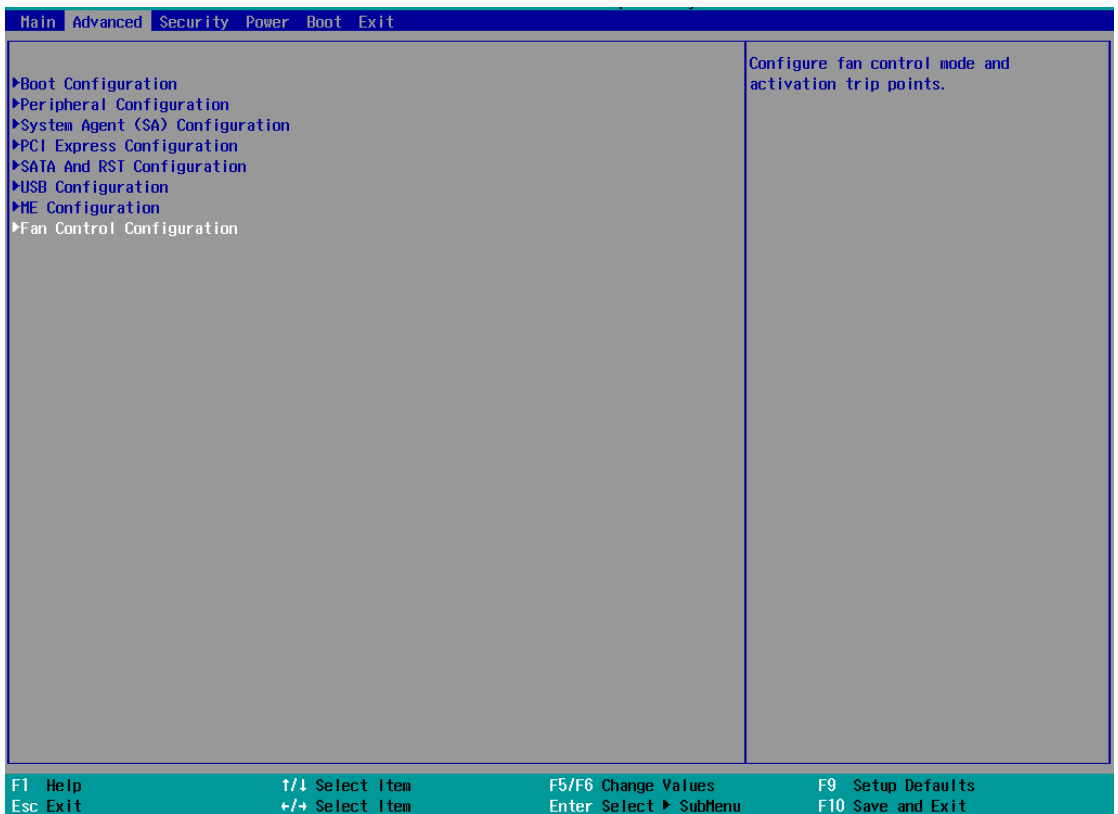 Main Advanced Security Power Boot Exit
Configure fan control mode and
activation trip points.
▶Boot Configuration
▶Peripheral Configuration
▶System Agent (SA) Configuration
▶PCI Express Configuration
▶SATA And RST Configuration
▶USB Configuration
▶ME Configuration
▶Fan Control Configuration
F1 Help ↑/↓ Select Item F5/F6 Change Values F9 Setup Defaults
Esc Exit ←/→ Select Item Enter Select ▶ SubMenu F10 Save and Exit